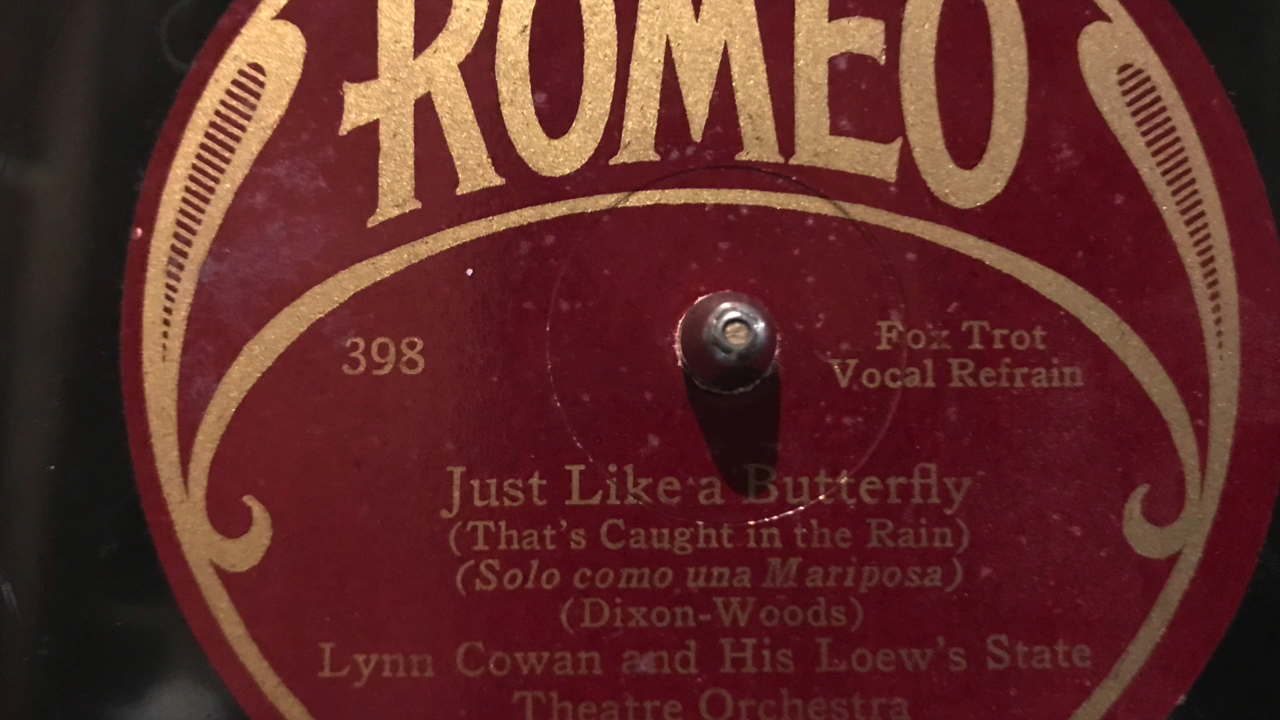 ROMEO
398
Fox Trot
Vocal Refrain
Just Like a Butterfly
(That's Caught in the Rain)
(Solo como una Mariposa)
(Dixon-Woods)
Lynn Cowan and His Loew's State
Theatre Orchestra